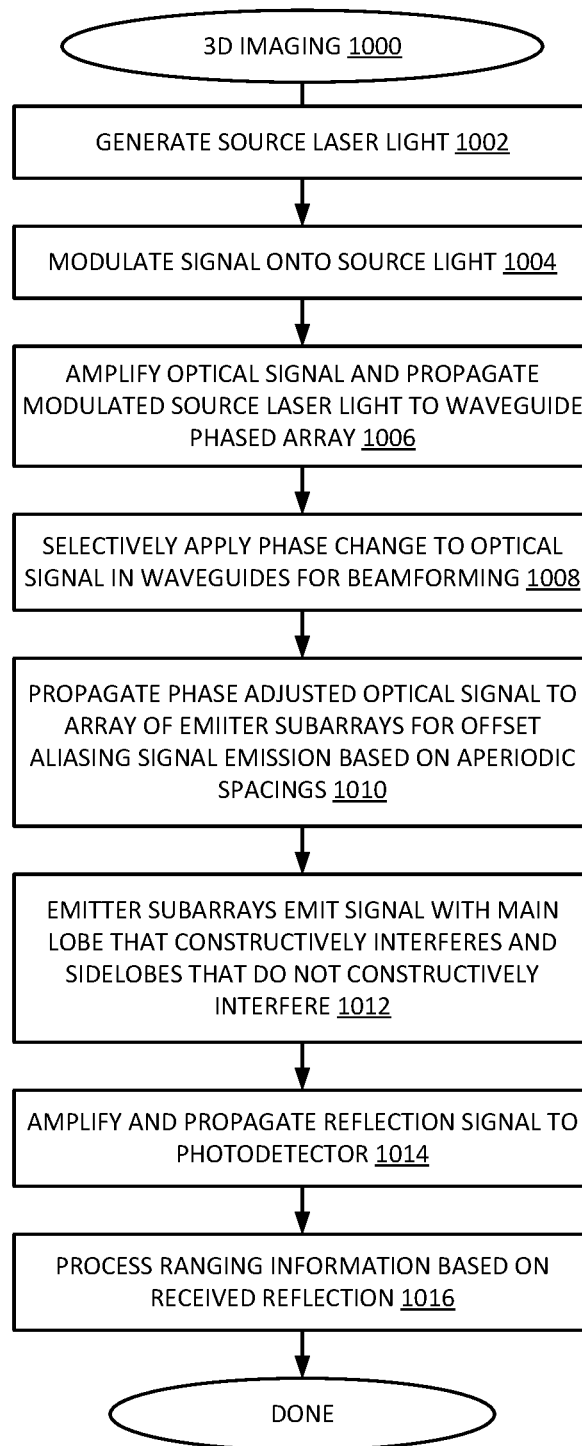 3D IMAGING 1000
GENERATE SOURCE LASER LIGHT 1002
MODULATE SIGNAL ONTO SOURCE LIGHT 1004
AMPLIFY OPTICAL SIGNAL AND PROPAGATE
MODULATED SOURCE LASER LIGHT TO WAVEGUIDE
PHASED ARRAY 1006
SELECTIVELY APPLY PHASE CHANGE TO OPTICAL
SIGNAL IN WAVEGUIDES FOR BEAMFORMING 1008
PROPAGATE PHASE ADJUSTED OPTICAL SIGNAL TO
ARRAY OF EMIITER SUBARRAYS FOR OFFSET
ALIASING SIGNAL EMISSION BASED ON APERIODIC
SPACINGS 1010
EMITTER SUBARRAYS EMIT SIGNAL WITH MAIN
LOBE THAT CONSTRUCTIVELY INTERFERES AND
SIDELOBES THAT DO NOT CONSTRUCTIVELY
INTERFERE 1012
AMPLIFY AND PROPAGATE REFLECTION SIGNAL TO
PHOTODETECTOR 1014
PROCESS RANGING INFORMATION BASED ON
RECEIVED REFLECTION 1016
DONE